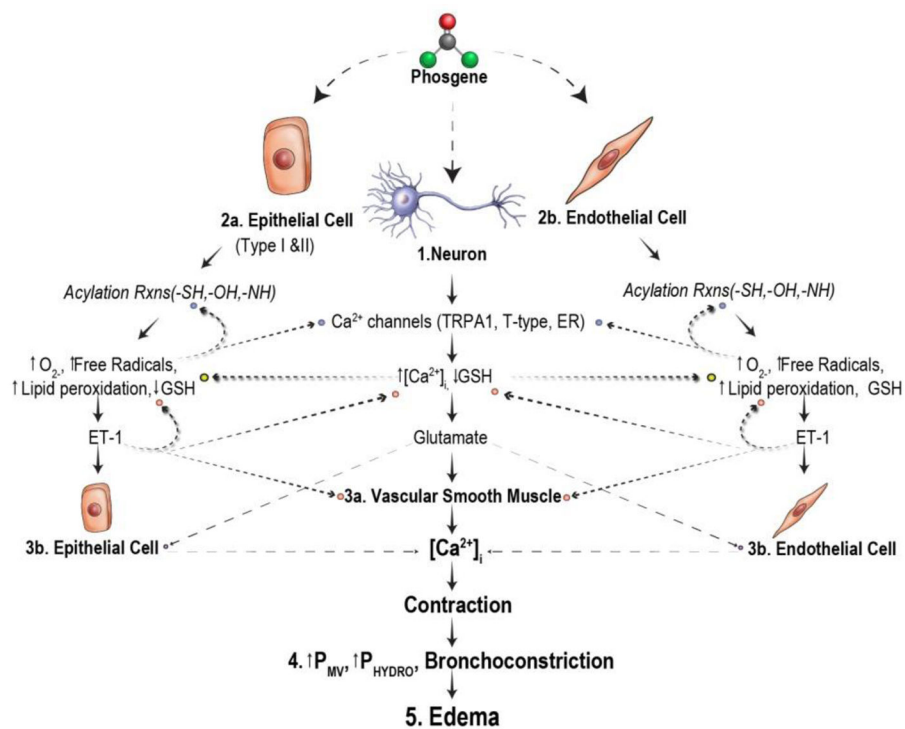 Phosgene
2a. Epithelial Cell
(Type I &II)
1.Neuron
2b. Endothelial Cell
Acylation Rxns(-SH,-OH,-NH)
Ca²⁺ channels (TRPA1, T-type, ER)
Acylation Rxns(-SH,-OH,-NH)
↑O₂₋, ↑Free Radicals,
↑Lipid peroxidation,↓GSH
↑[Ca²⁺]i, ↓GSH
↑O₂₋, ↑Free Radicals,
↑Lipid peroxidation, GSH
ET-1
Glutamate
ET-1
3a. Vascular Smooth Muscle
3b. Epithelial Cell
[Ca²⁺]i
3b. Endothelial Cell
Contraction
4.↑PMV, ↑PHYDRO, Bronchoconstriction
5. Edema